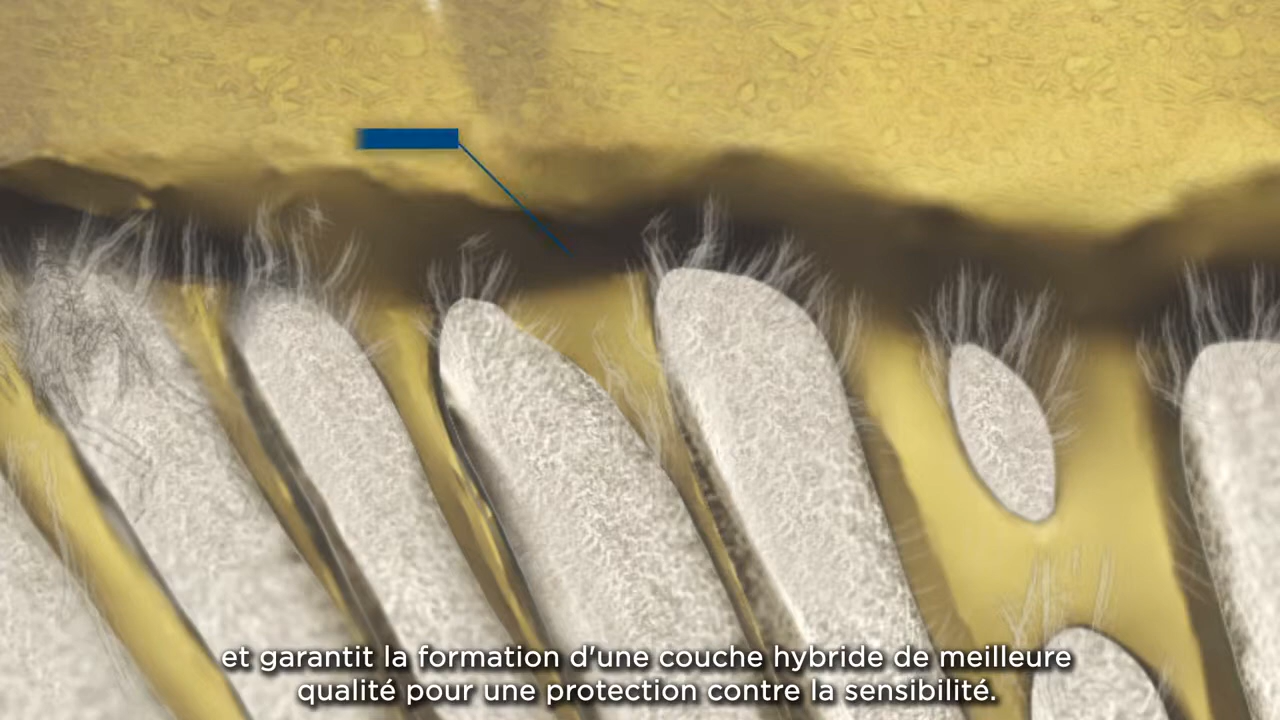 et garantit la formation d'une couche hybride de meilleure
qualité pour une protection contre la sensibilité.